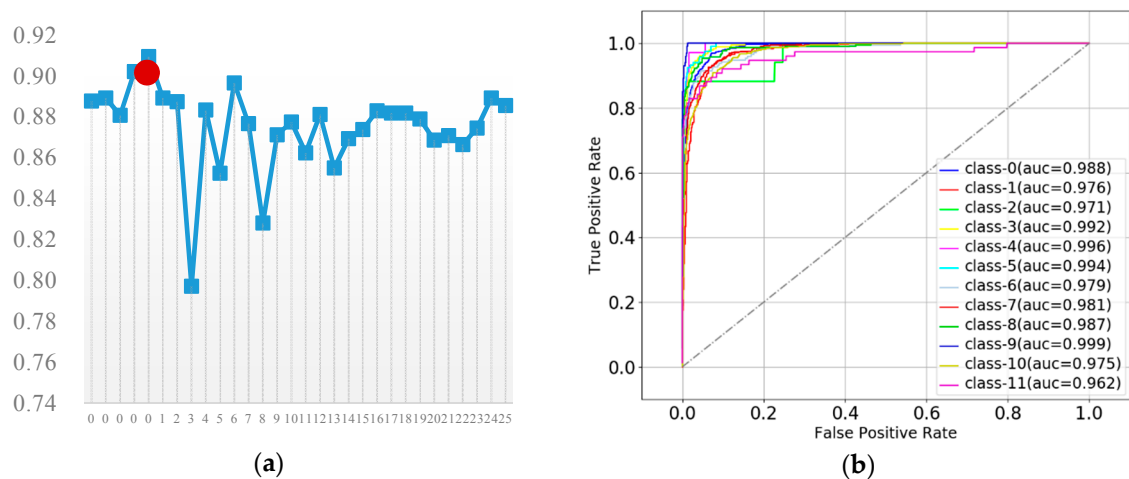 0.92
0.90
0.88
0.86
0.84
0.82
0.80
0.78
0.76
0.74
0 0 0 0 0 1 2 3 4 5 6 7 8 9 10 11 12 13 14 15 16 17 18 19 20 21 22 23 24 25
(a)
True Positive Rate
1.0
0.8
0.6
0.4
0.2
0.0
class-0(auc=0.988)
class-1(auc=0.976)
class-2(auc=0.971)
class-3(auc=0.992)
class-4(auc=0.996)
class-5(auc=0.994)
class-6(auc=0.979)
class-7(auc=0.981)
class-8(auc=0.987)
class-9(auc=0.999)
class-10(auc=0.975)
class-11(auc=0.962)
0.0 0.2 0.4 0.6 0.8 1.0
False Positive Rate
(b)